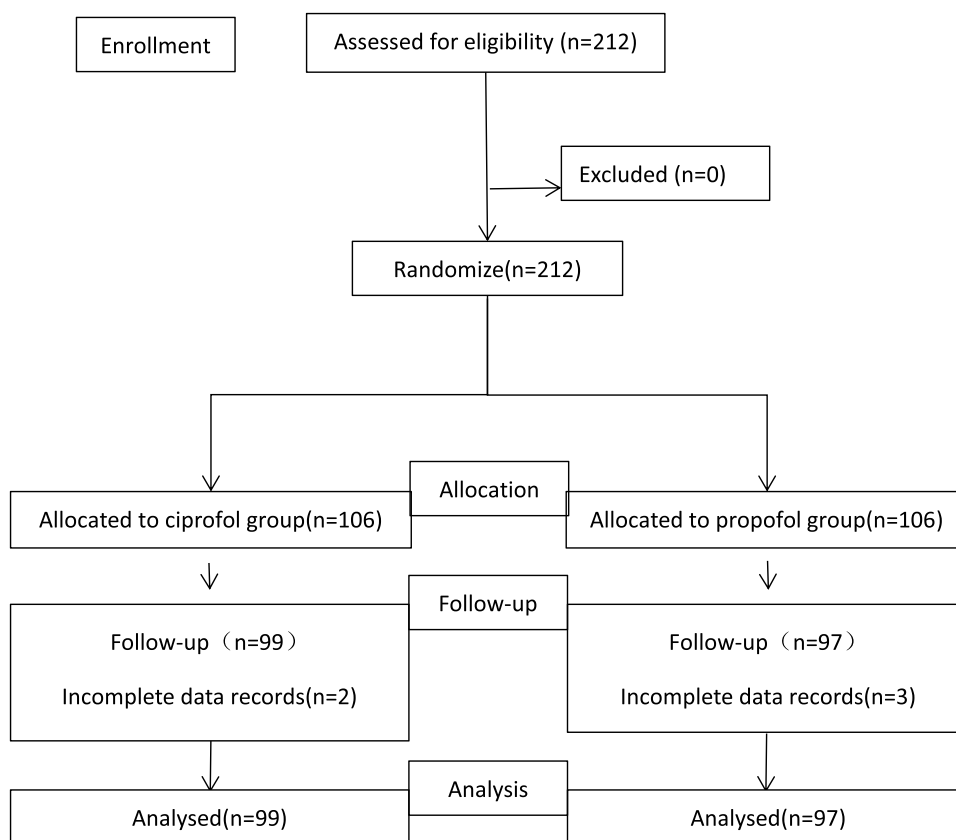 Enrollment
Assessed for eligibility (n=212)
Excluded (n=0)
Randomize(n=212)
Allocation
Allocated to ciprofol group(n=106)
Allocated to propofol group(n=106)
Follow-up
Follow-up（n=99）
Incomplete data records(n=2)
Follow-up（n=97）
Incomplete data records(n=3)
Analysis
Analysed(n=99)
Analysed(n=97)